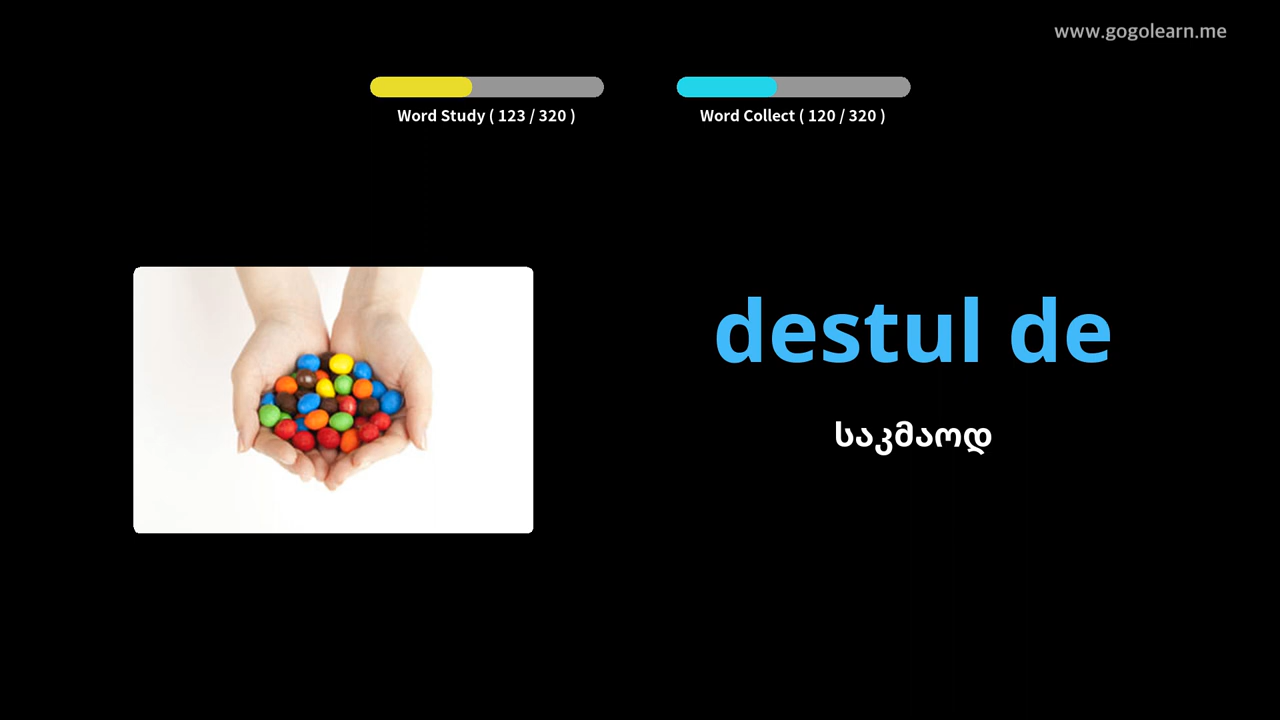 www.gogolearn.me
Word Study ( 123 / 320 )
Word Collect ( 120 / 320 )
destul de
საკმაოდ